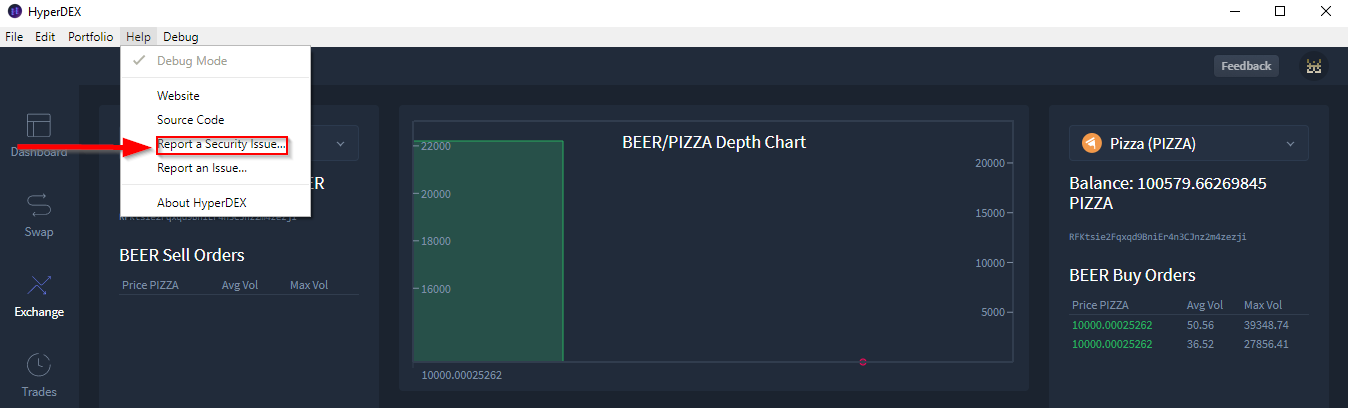 HyperDEX
File Edit Portfolio Help Debug
Debug Mode
Website
Source Code
Report a Security Issue...
Report an Issue...
About HyperDEX
Feedback
Dashboard
Swap
Exchange
Trades
ER
BEER Sell Orders
Price PIZZA Avg Vol Max Vol
BEER/PIZZA Depth Chart
22000
20000
18000
16000
20000
15000
10000
5000
10000.00025262
Pizza (PIZZA)
Balance: 100579.66269845
PIZZA
RFKtsie2Fqxqd9BniEr4n3CJnz2m4zezji
BEER Buy Orders
Price PIZZA Avg Vol Max Vol
10000.00025262 50.56 39348.74
10000.00025262 36.52 27856.41